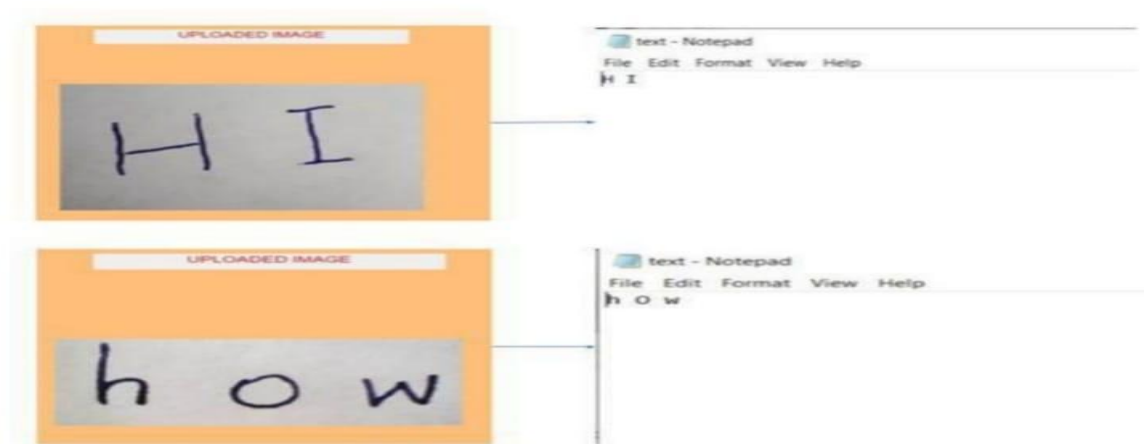 UPLOADED IMAGE
text - Notepad
File Edit Format View Help
H I
H I
UPLOADED IMAGE
text - Notepad
File Edit Format View Help
h O w
h o w